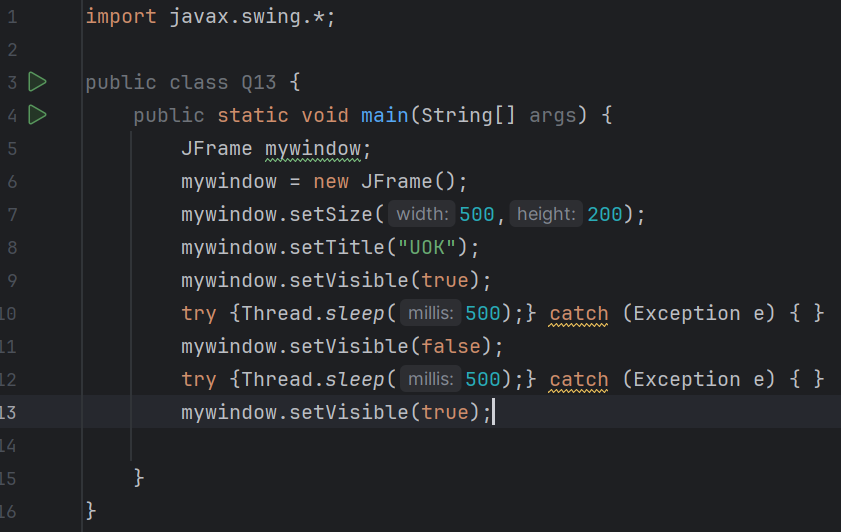 1 import javax.swing.*;
2
3 public class Q13 {
4 public static void main(String[] args) {
5 JFrame mywindow;
6 mywindow = new JFrame();
7 mywindow.setSize( width: 500, height: 200);
8 mywindow.setTitle("UOK");
9 mywindow.setVisible(true);
10 try {Thread.sleep( millis: 500);} catch (Exception e) { }
11 mywindow.setVisible(false);
12 try {Thread.sleep( millis: 500);} catch (Exception e) { }
13 mywindow.setVisible(true);
14
15 }
16 }